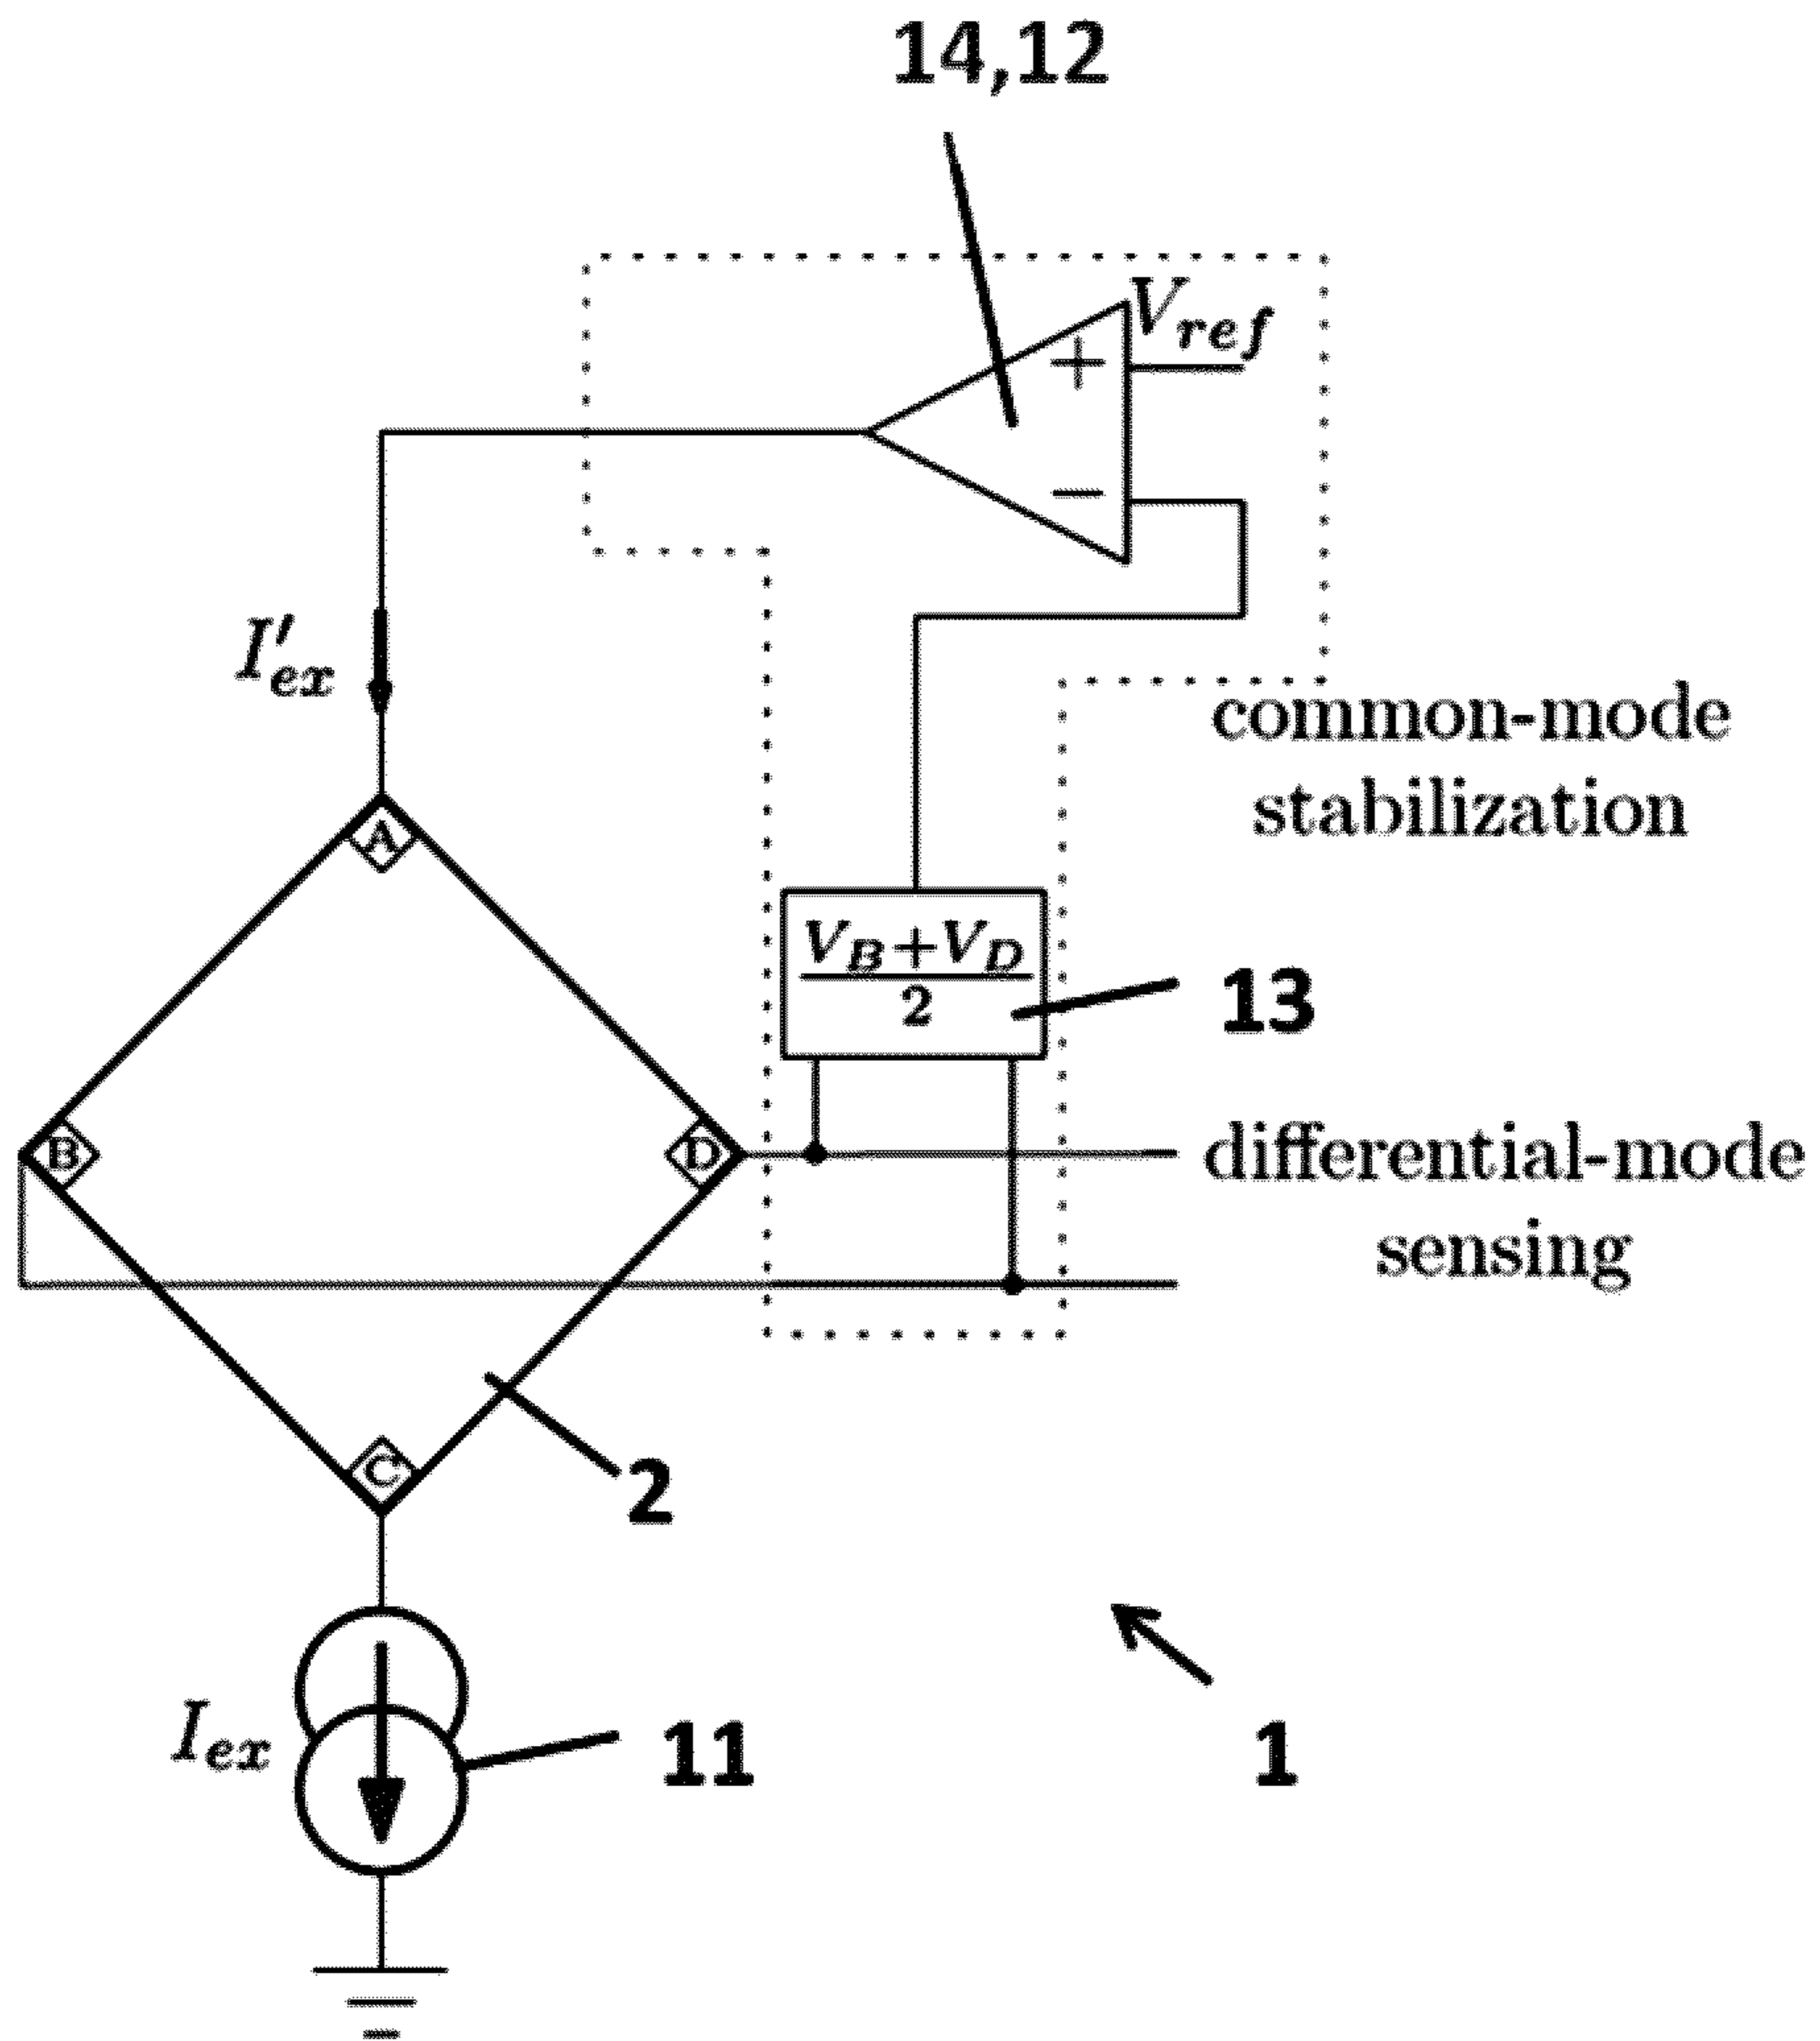 14,12
V_ref
+
−
I'_ex
common-mode
stabilization
A
V_B+V_D
2
13
B
D
differential-mode
sensing
C
2
I_ex
11
1